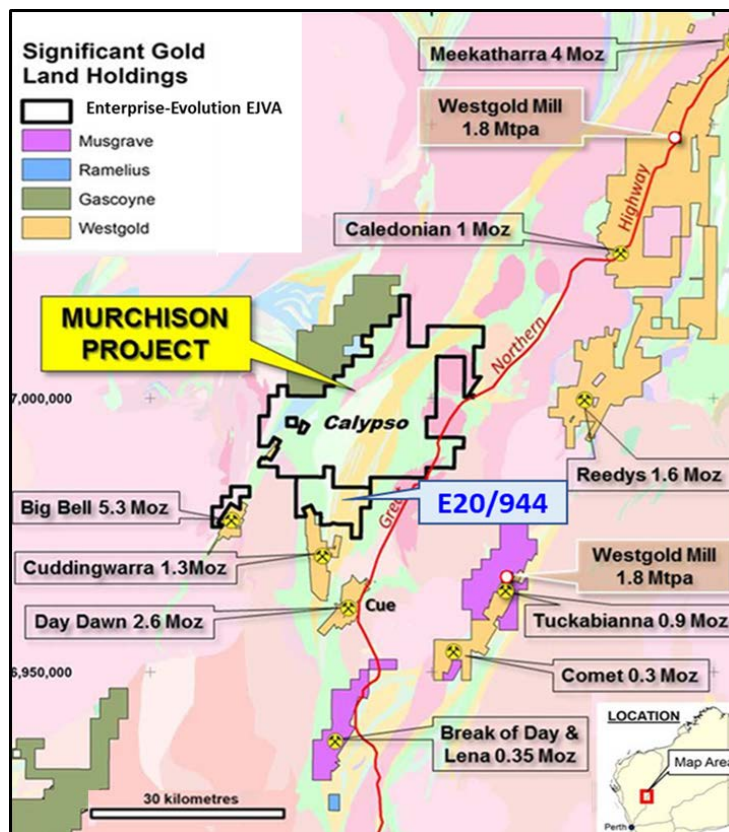 Significant Gold
Land Holdings
Enterprise-Evolution EJVA
Musgrave
Ramelius
Gascoyne
Westgold
Meekatharra 4 Moz
Westgold Mill
1.8 Mtpa
Highway
Caledonian 1 Moz
MURCHISON
PROJECT
Northern
7,000,000
Calypso
Reedys 1.6 Moz
Big Bell 5.3 Moz
E20/944
Great
Cuddingwarra 1.3Moz
Westgold Mill
1.8 Mtpa
Day Dawn 2.6 Moz
Cue
Tuckabianna 0.9 Moz
Comet 0.3 Moz
6,950,000
Break of Day &
Lena 0.35 Moz
LOCATION
Map Area
Perth
30 kilometres